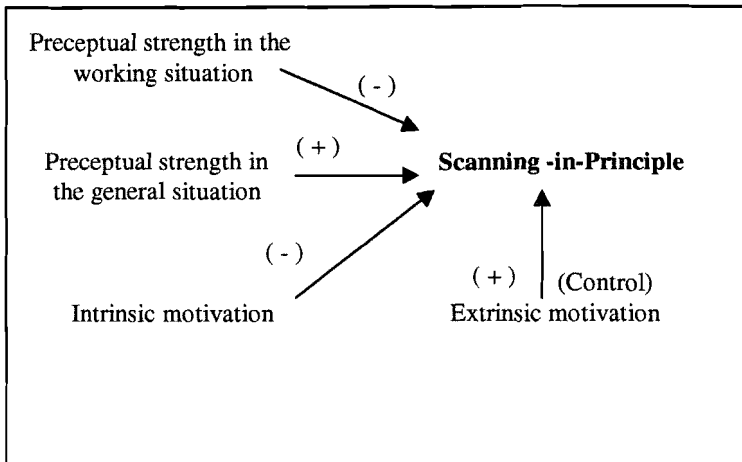 Preceptual strength in the
working situation
( - )
Preceptual strength in
the general situation
( + )
Scanning -in-Principle
( - )
Intrinsic motivation
( + )
(Control)
Extrinsic motivation